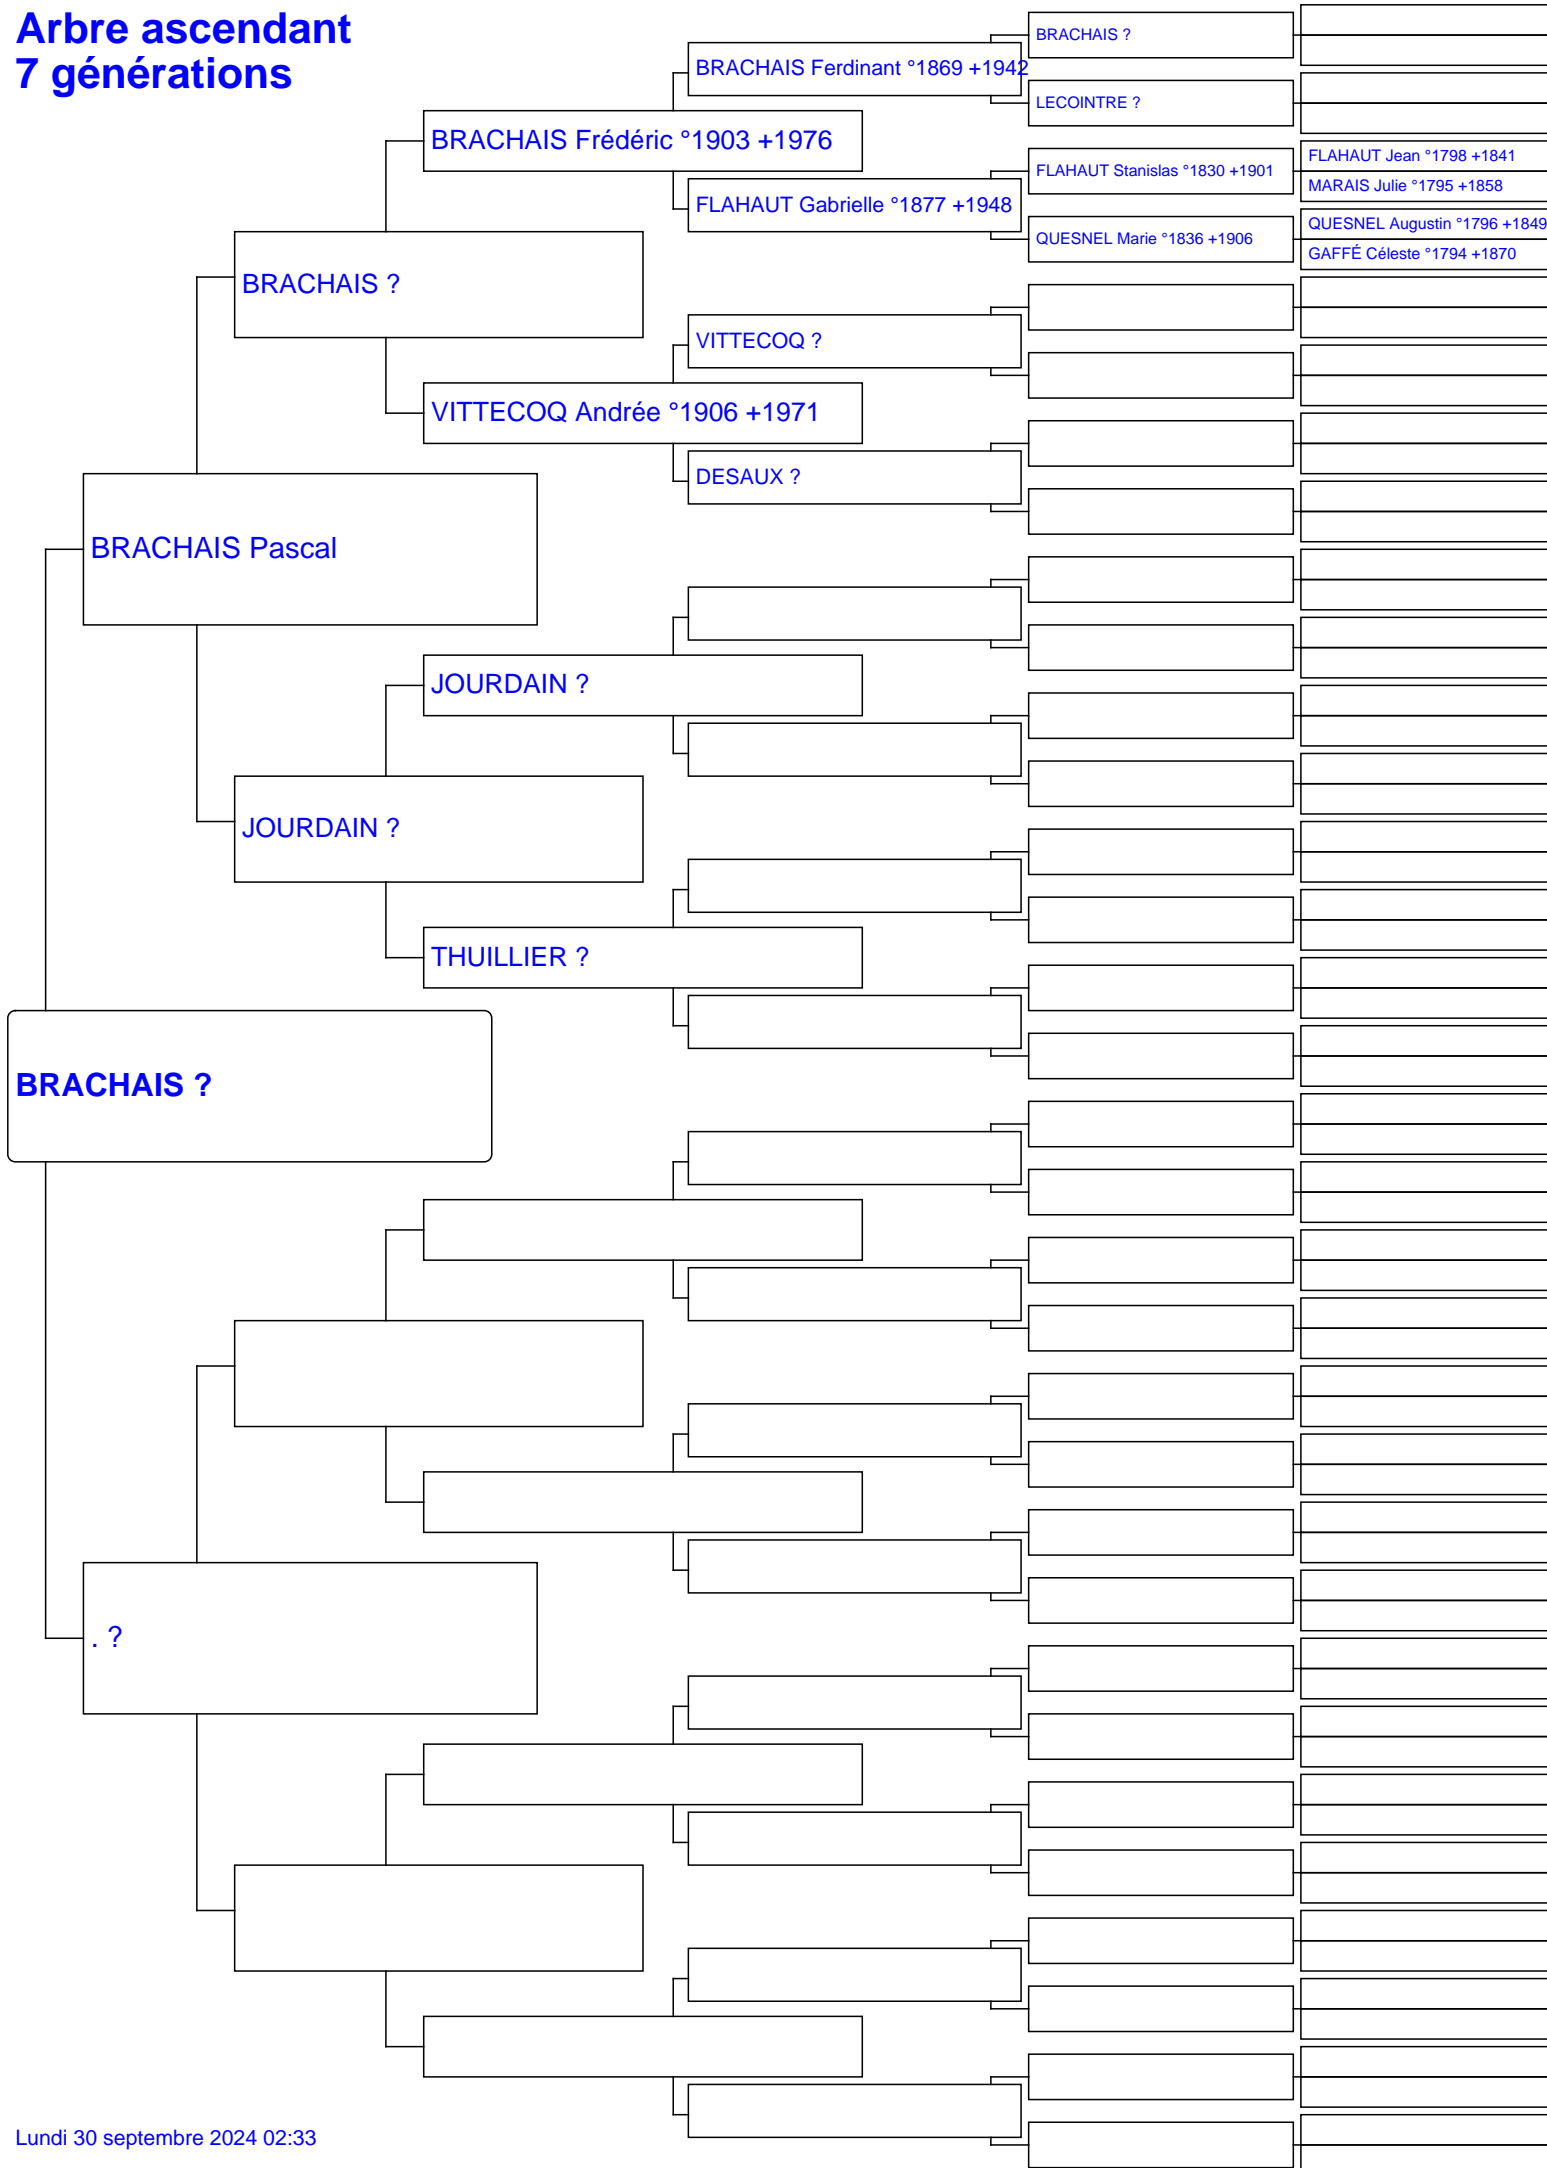 Arbre ascendant
7 générations
BRACHAIS ?
BRACHAIS Ferdinant °1869 +1942
LECOINTRE ?
BRACHAIS Frédéric °1903 +1976
FLAHAUT Jean °1798 +1841
FLAHAUT Stanislas °1830 +1901
MARAIS Julie °1795 +1858
FLAHAUT Gabrielle °1877 +1948
QUESNEL Augustin °1796 +1849
QUESNEL Marie °1836 +1906
GAFFÉ Céleste °1794 +1870
BRACHAIS ?
VITTECOQ ?
VITTECOQ Andrée °1906 +1971
DESAUX ?
BRACHAIS Pascal
JOURDAIN ?
JOURDAIN ?
THUILLIER ?
BRACHAIS ?
. ?
Lundi 30 septembre 2024 02:33